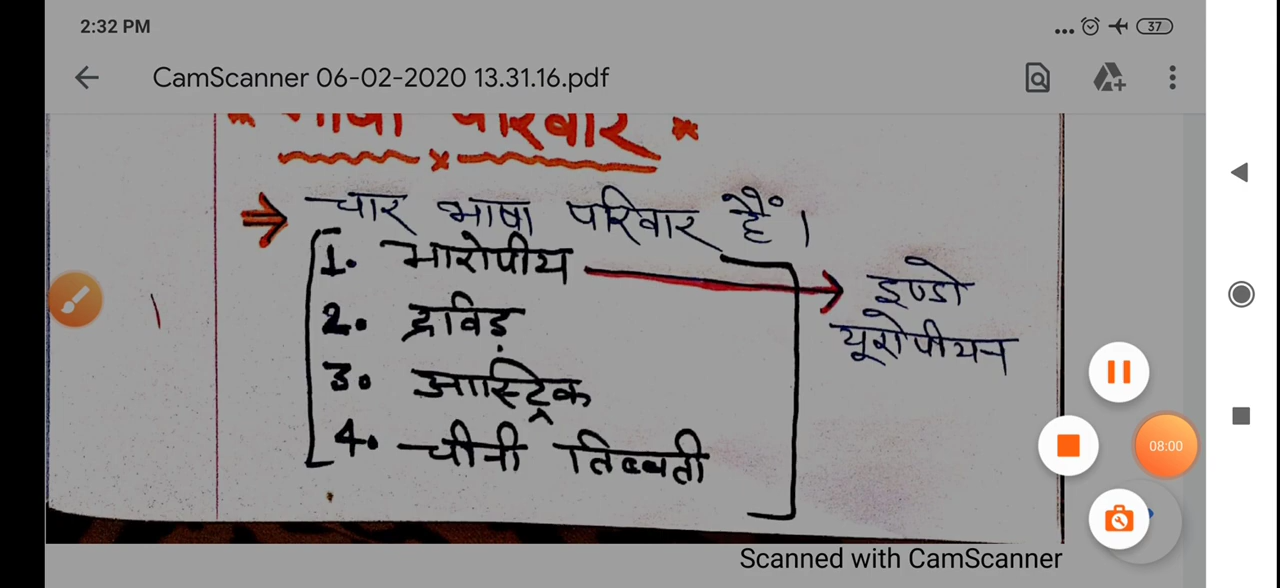 2:32 PM
37
CamScanner 06-02-2020 13.31.16.pdf
* भाषा परिवार *
⇒ चार भाषा परिवार हैं।
1. भारोपीय → इण्डो
यूरोपीयन
2. द्रविड़
3. आस्ट्रिक
4. चीनी तिब्बती
08:00
Scanned with CamScanner